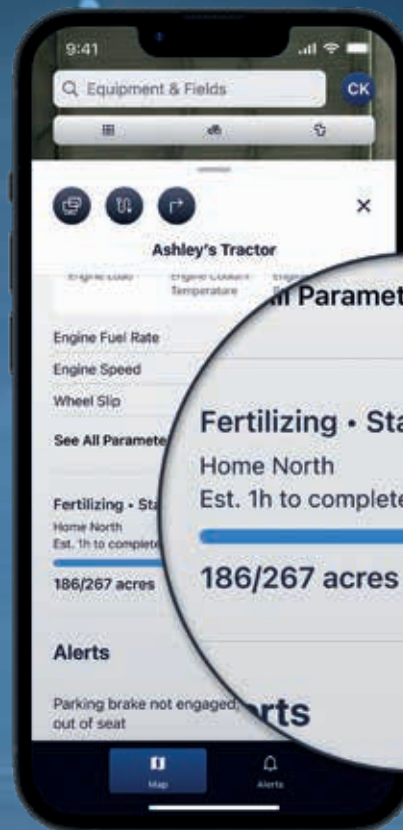 9:41
Equipment & Fields
CK
Ashley's Tractor
Engine Load Engine Coolant
Temperature
Engine Fuel Rate
Engine Speed
Wheel Slip
See All Paramete
Fertilizing • Sta
Home North
Est. 1h to complete
186/267 acres
Alerts
Parking brake not engaged,
out of seat
Map Alerts
Paramet
Fertilizing • Sta
Home North
Est. 1h to complete
186/267 acres
erts